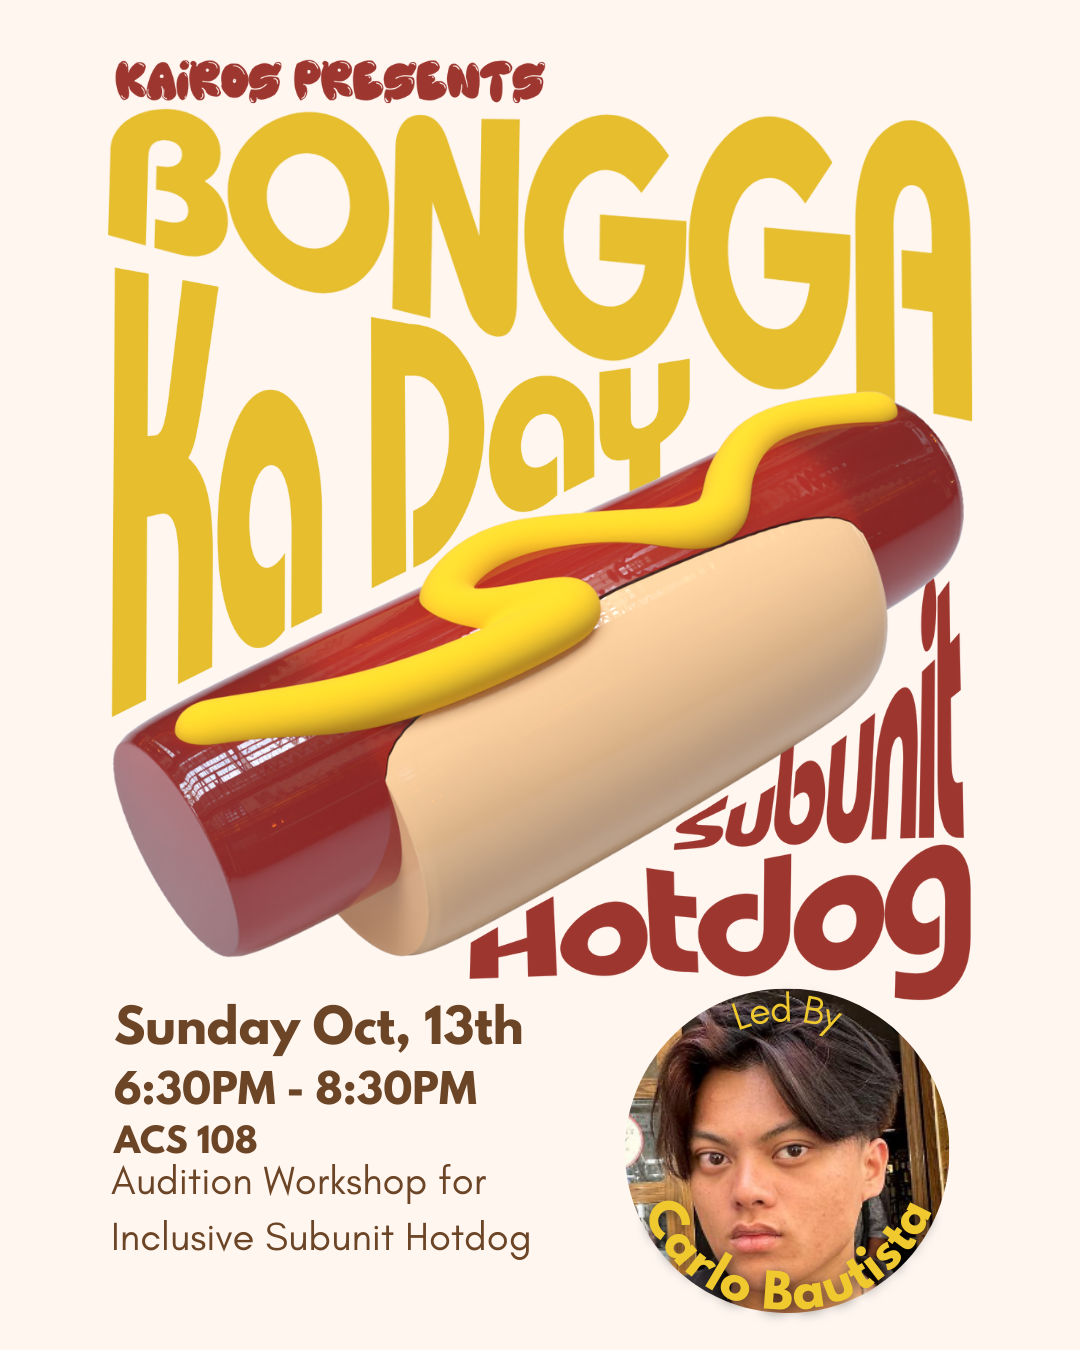 KAiROS PRESENTS
BONGGA
Ka Day
Subunit
Hotdog
Sunday Oct, 13th
6:30PM - 8:30PM
ACS 108
Audition Workshop for
Inclusive Subunit Hotdog
Led By
Carlo Bautista